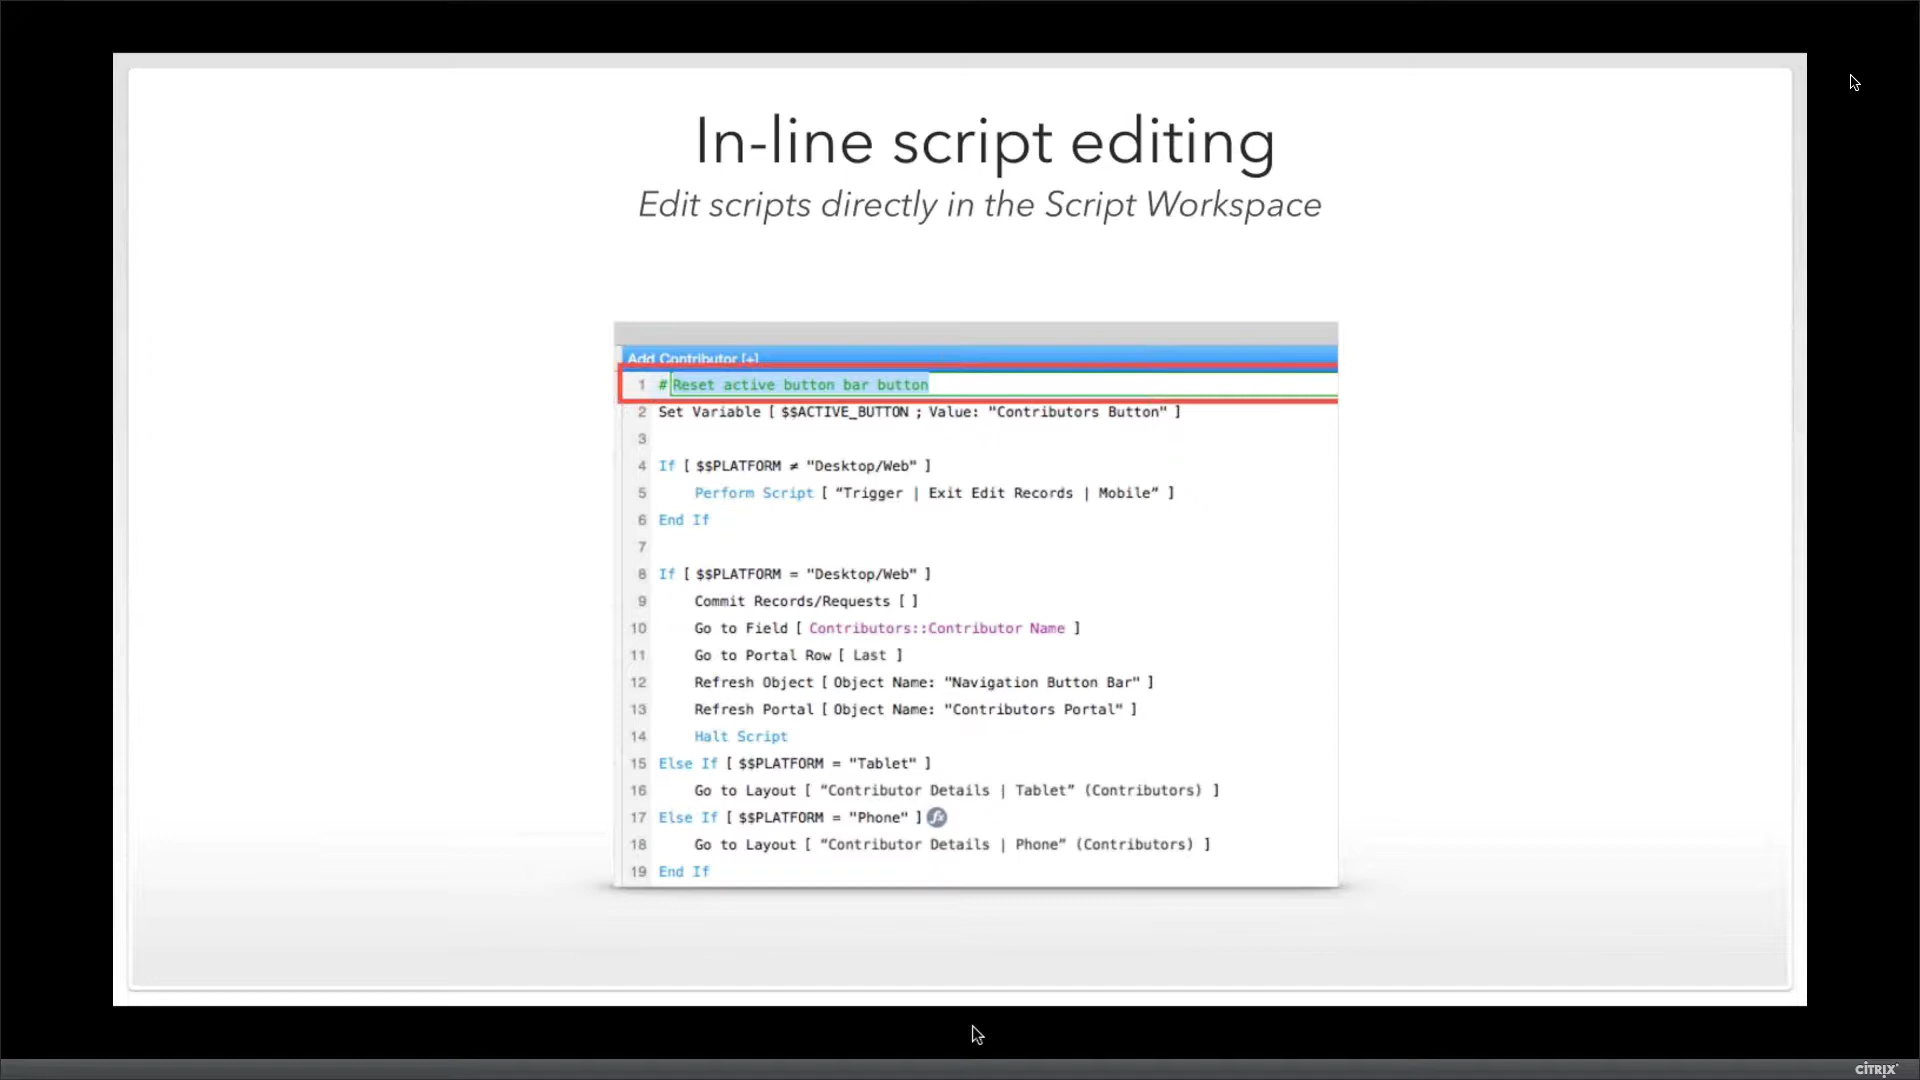 In-line script editing
Edit scripts directly in the Script Workspace
Add Contributor [+]
1 # Reset active button bar button
2 Set Variable [ $$ACTIVE_BUTTON ; Value: "Contributors Button" ]
3
4 If [ $$PLATFORM ≠ "Desktop/Web" ]
5 Perform Script [ “Trigger | Exit Edit Records | Mobile” ]
6 End If
7
8 If [ $$PLATFORM = "Desktop/Web" ]
9 Commit Records/Requests [ ]
10 Go to Field [ Contributors::Contributor Name ]
11 Go to Portal Row [ Last ]
12 Refresh Object [ Object Name: "Navigation Button Bar" ]
13 Refresh Portal [ Object Name: "Contributors Portal" ]
14 Halt Script
15 Else If [ $$PLATFORM = "Tablet" ]
16 Go to Layout [ “Contributor Details | Tablet” (Contributors) ]
17 Else If [ $$PLATFORM = "Phone" ] fx
18 Go to Layout [ “Contributor Details | Phone” (Contributors) ]
19 End If
CITRIX